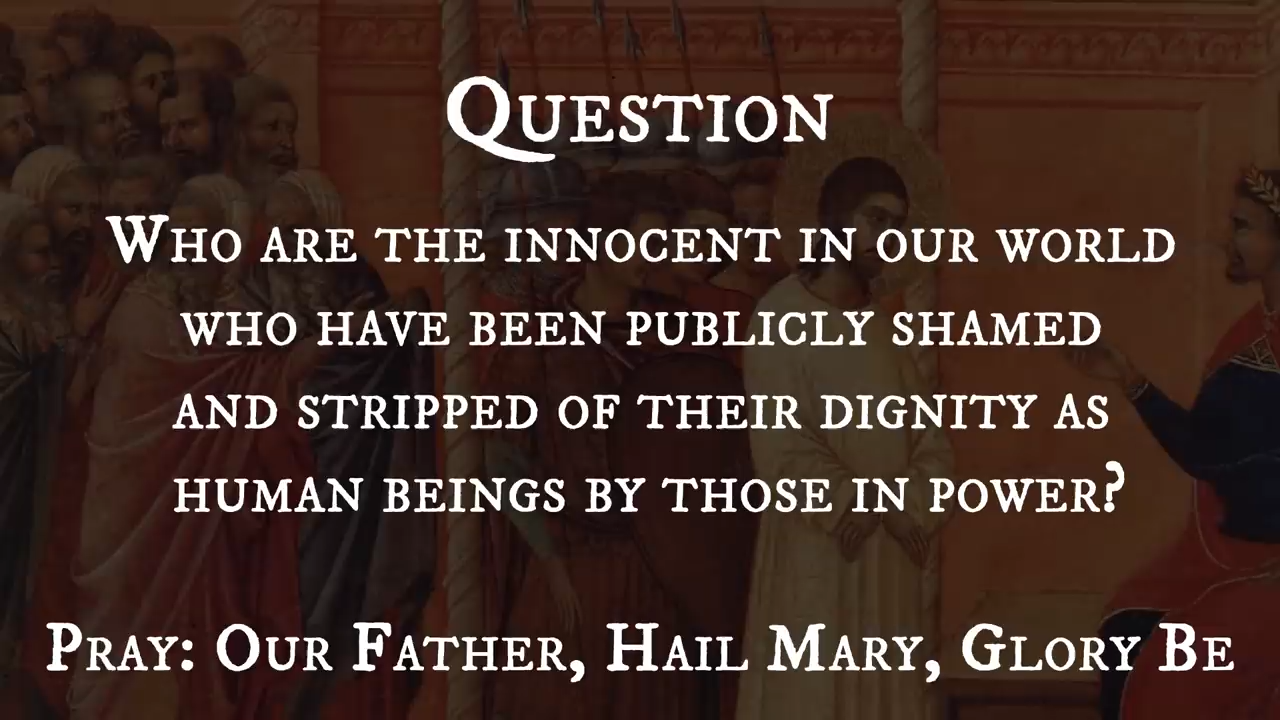 Question
Who are the innocent in our world
who have been publicly shamed
and stripped of their dignity as
human beings by those in power?
Pray: Our Father, Hail Mary, Glory Be